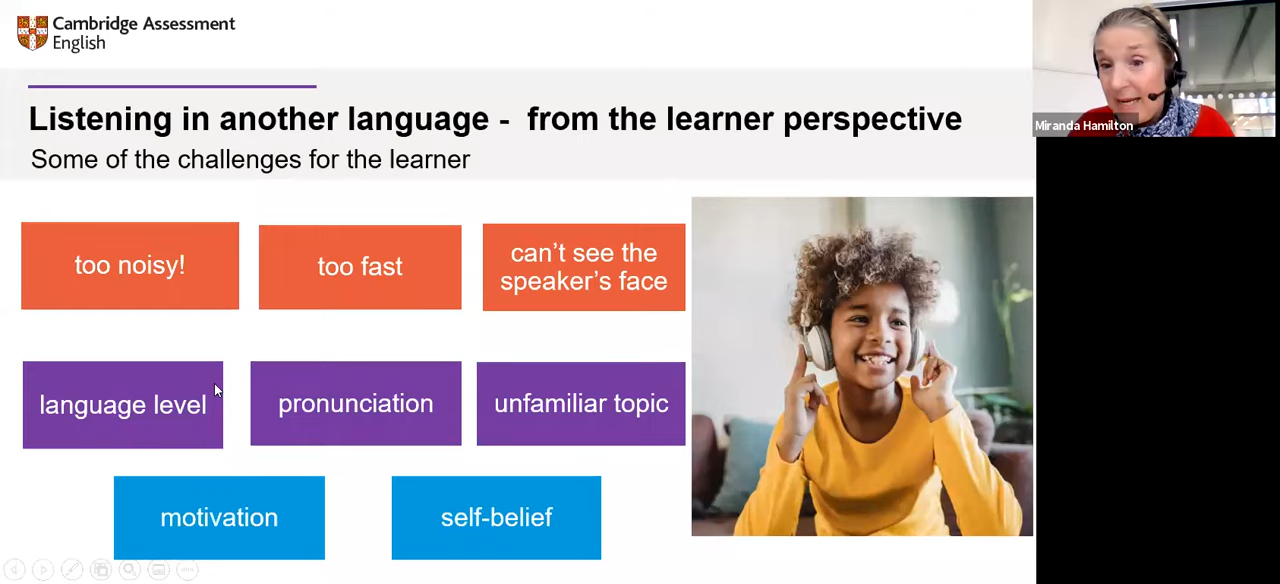 Cambridge Assessment
English
Listening in another language -  from the learner perspective
Some of the challenges for the learner
Miranda Hamilton
too noisy!
too fast
can't see the
speaker's face
language level
pronunciation
unfamiliar topic
motivation
self-belief